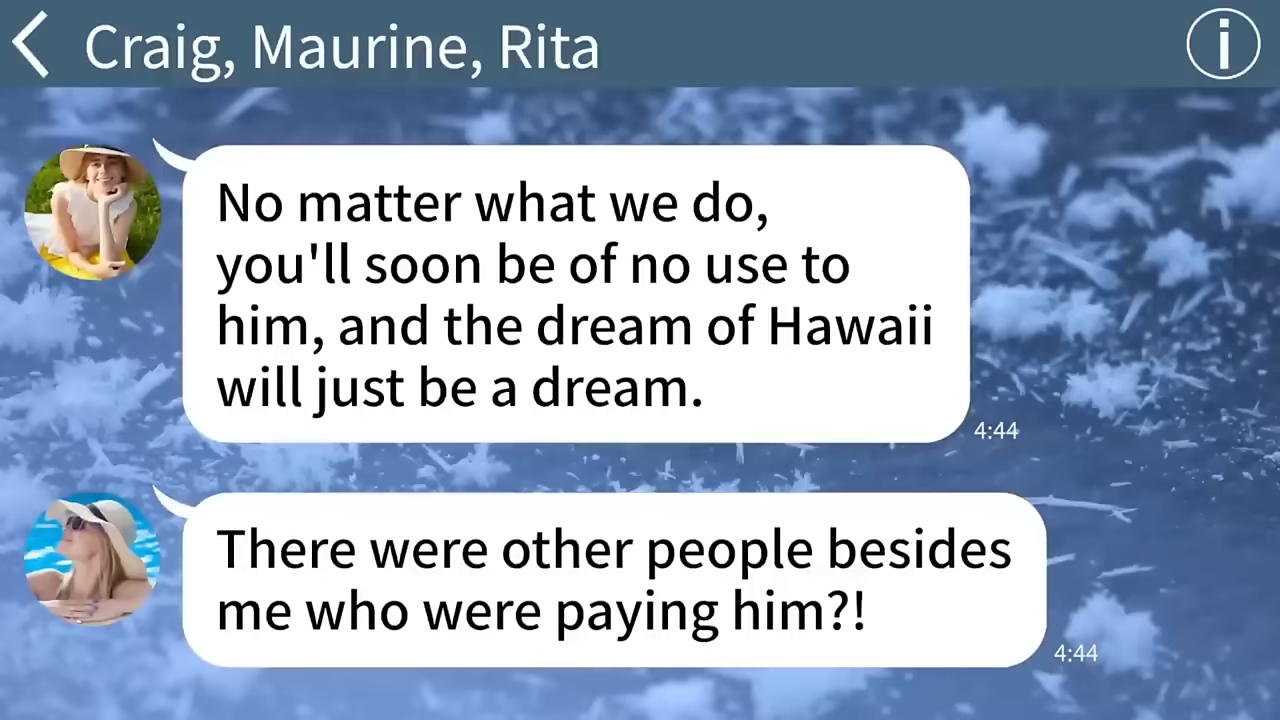 Craig, Maurine, Rita
i
No matter what we do,
you'll soon be of no use to
him, and the dream of Hawaii
will just be a dream.
4:44
There were other people besides
me who were paying him?!
4:44